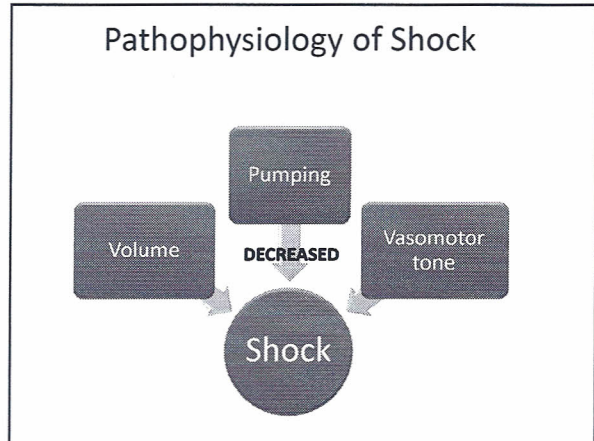 Pathophysiology of Shock
Pumping
Volume
DECREASED
Vasomotor
tone
Shock